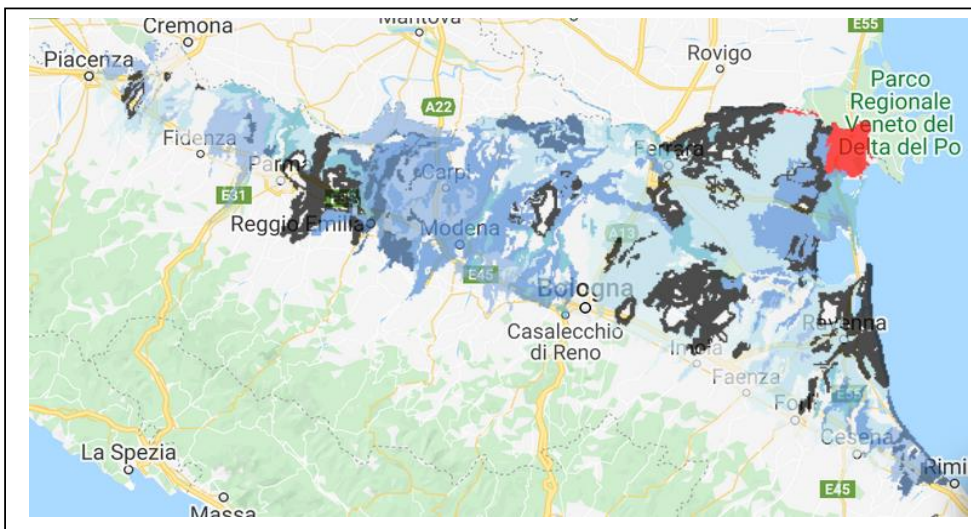 Cremona
Mantova
E55
Piacenza
Rovigo
Parco
Regionale
Veneto del
Delta del Po
A22
Fidenza
Parma
Carpi
Ferrara
E31
Reggio Emilia
Modena
A13
E45
Bologna
Casalecchio
di Reno
Ravenna
Imola
Faenza
E55
Cesena
La Spezia
Rimi
E45
Massa